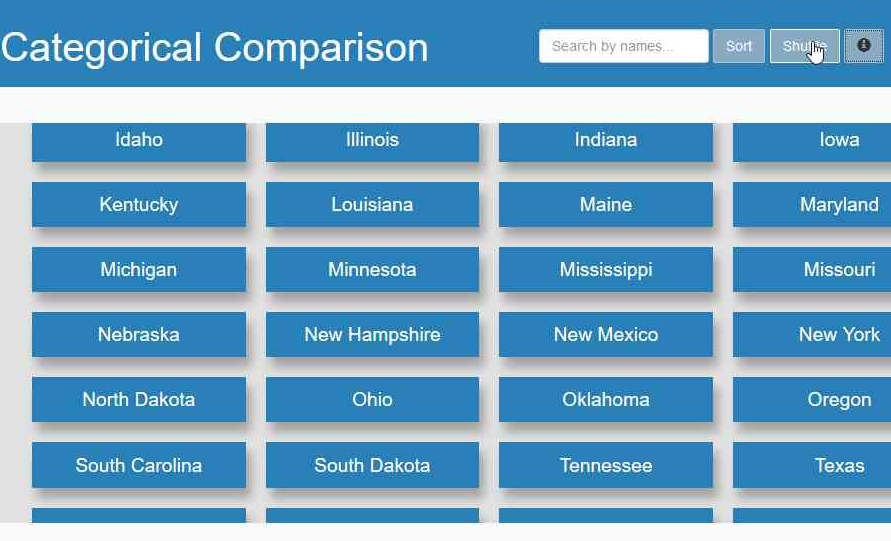 Categorical Comparison
Search by names... Sort
Idaho Illinois Indiana Iowa
Kentucky Louisiana Maine Maryland
Michigan Minnesota Mississippi Missouri
Nebraska New Hampshire New Mexico New York
North Dakota Ohio Oklahoma Oregon
South Carolina South Dakota Tennessee Texas